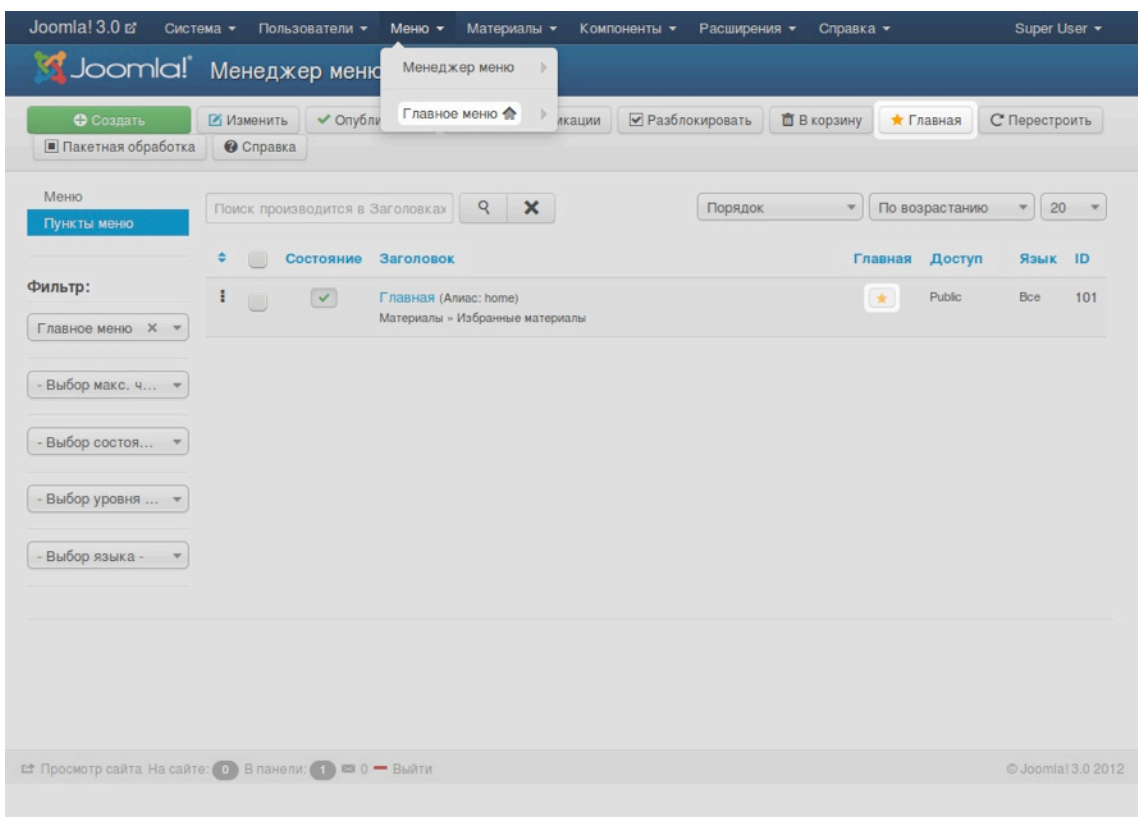 Joomla! 3.0 Система Пользователи Меню Материалы Компоненты Расширения Справка Super User
Joomla! Менеджер меню
Менеджер меню
Главное меню
Создать Изменить Опубли кации Разблокировать В корзину Главная Перестроить
Пакетная обработка Справка
Меню
Пункты меню
Поиск производится в Заголовках Порядок По возрастанию 20
Состояние Заголовок Главная Доступ Язык ID
Фильтр:
Главная (Алиас: home) Public Все 101
Материалы » Избранные материалы
Главное меню
- Выбор макс. ч...
- Выбор состоя...
- Выбор уровня ...
- Выбор языка -
Просмотр сайта На сайте: 0 В панели: 1 0 Выйти © Joomla! 3.0 2012